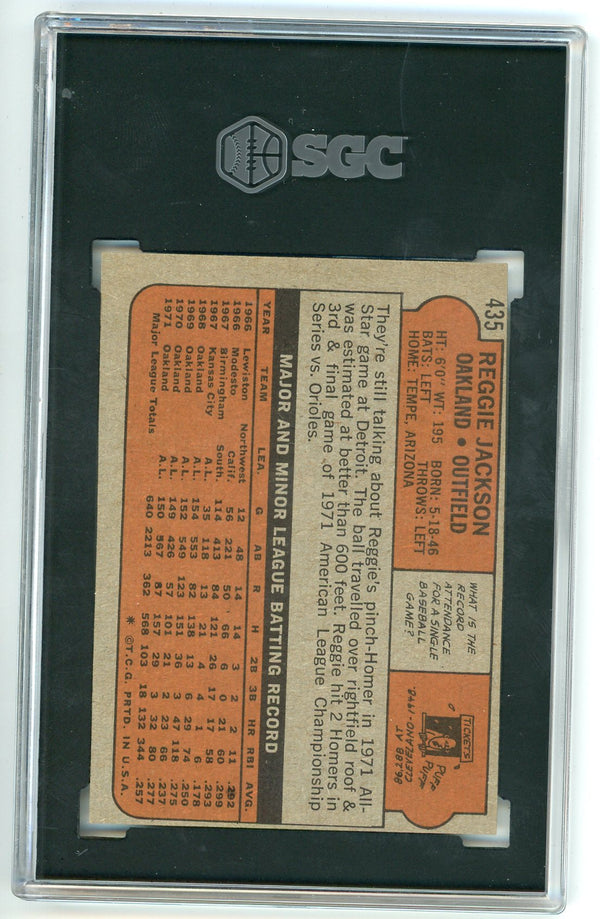 SGC
435
REGGIE JACKSON
OAKLAND • OUTFIELD
HT: 6'0" WT: 195 BORN: 5-18-46
BATS: LEFT THROWS: LEFT
HOME: TEMPE, ARIZONA
WHAT IS THE
RECORD
ATTENDANCE
FOR A SINGLE
BASEBALL
GAME?
TICKETS
PUSH
PUSH
86,288 AT
CLEVELAND-1948.
They're still talking about Reggie's pinch-Homer in 1971 All-
Star game at Detroit. The ball travelled over rightfield roof &
was estimated at better than 600 feet. Reggie hit 2 Homers in
3rd & final game of 1971 American League Championship
Series vs. Orioles.
MAJOR AND MINOR LEAGUE BATTING RECORD
YEAR TEAM LEA. G AB R H 2B 3B HR RBI AVG.
1966 Lewiston Northwest 12 48 14 14 3 2 2 11 .292
1966 Modesto Calif. 56 221 50 66 6 0 21 60 .299
1967 Birmingham South. 114 413 84 121 26 17 17 58 .293
1967 Kansas City A.L. 35 118 13 21 4 4 1 6 .178
1968 Oakland A.L. 154 553 82 138 13 6 29 74 .250
1969 Oakland A.L. 152 549 123 151 36 3 47 118 .275
1970 Oakland A.L. 149 426 57 101 21 2 23 66 .237
1971 Oakland A.L. 150 567 87 157 29 3 32 80 .277
Major League Totals 640 2213 362 568 103 18 132 344 .257
* ©T.C.G. PRTD. IN U.S.A.